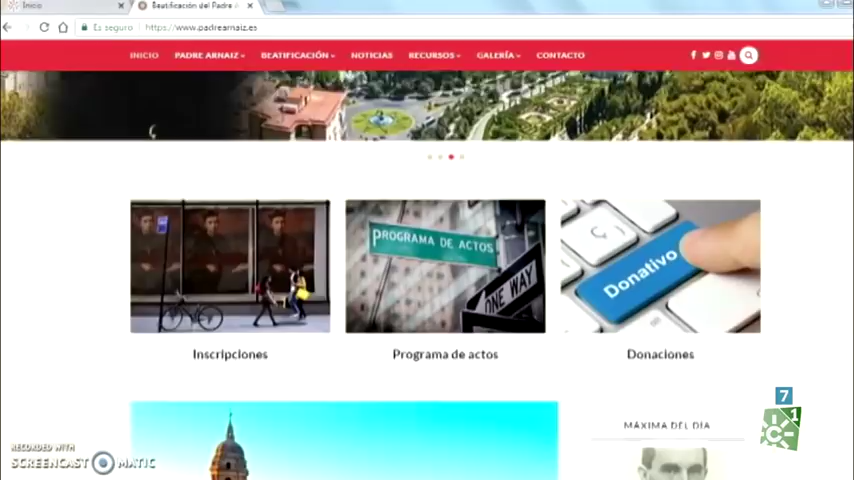 Inicio
Beatificación del Padre A
Es seguro
https://www.padrearnaiz.es
INICIO PADRE ARNAIZ BEATIFICACIÓN NOTICIAS RECURSOS GALERÍA CONTACTO
PROGRAMA DE ACTOS
ONE WAY
Ç
Donativo
Inscripciones
Programa de actos
Donaciones
MÁXIMA DEL DÍA
7
1
RECORDED WITH
SCREENCAST MATIC